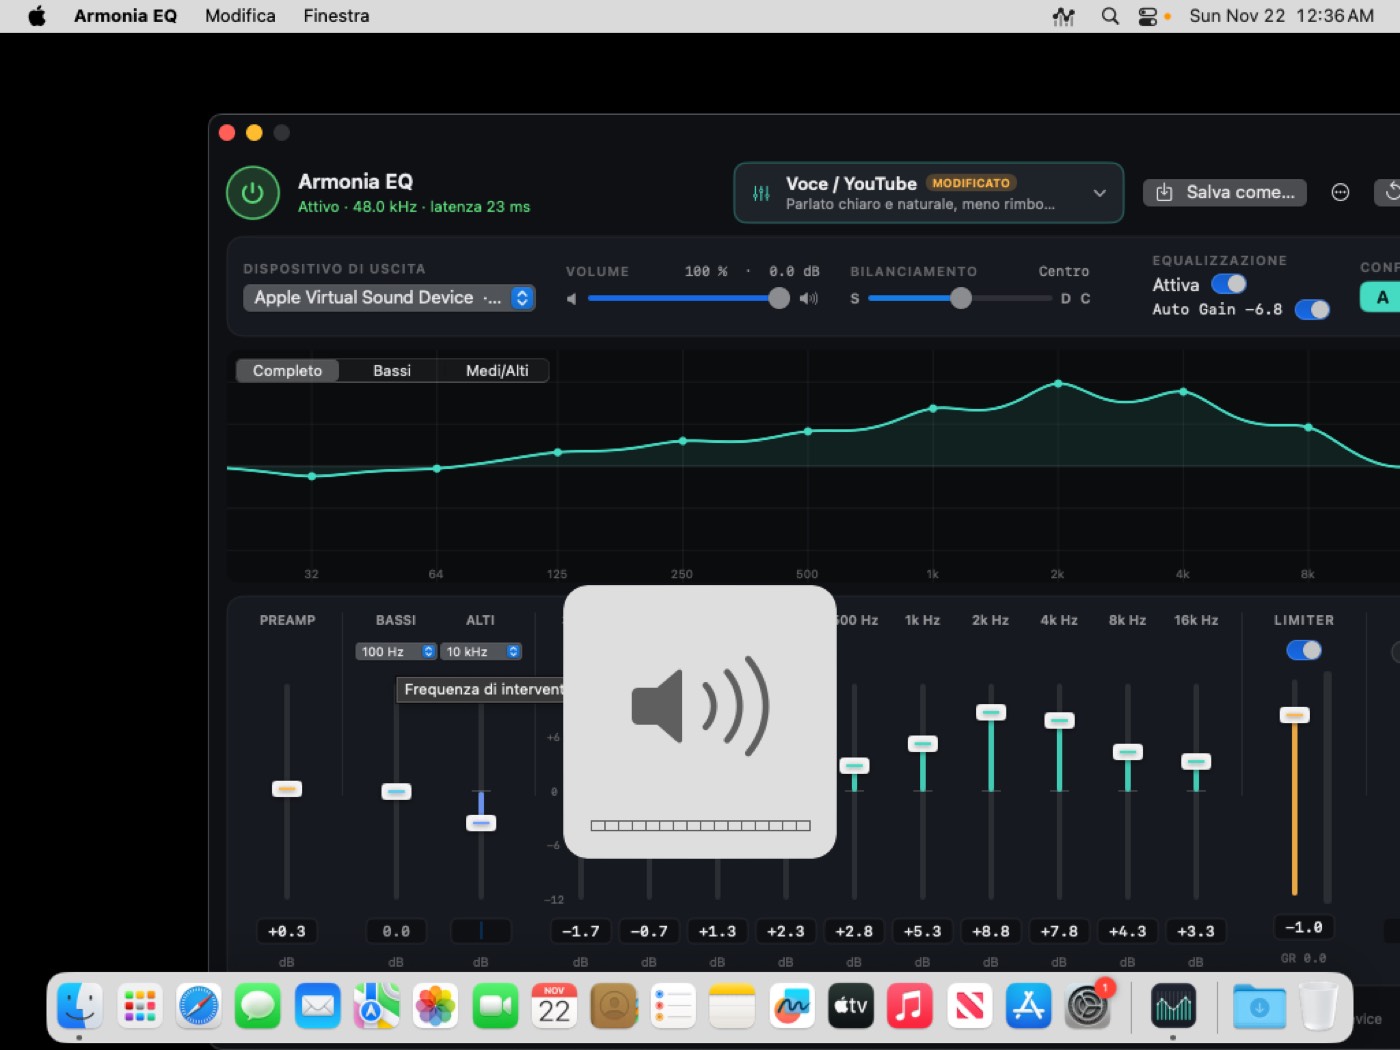 Armonia EQ Modifica Finestra Sun Nov 22 12:36 AM
Armonia EQ
Attivo · 48.0 kHz · latenza 23 ms
Voce / YouTube MODIFICATO
Parlato chiaro e naturale, meno rimbo...
Salva come...
DISPOSITIVO DI USCITA
Apple Virtual Sound Device ·...
VOLUME 100 % · 0.0 dB
BILANCIAMENTO Centro
S D C
EQUALIZZAZIONE
Attiva
Auto Gain −6.8
CONF
A
Completo Bassi Medi/Alti
32 64 125 250 500 1k 2k 4k 8k
PREAMP BASSI ALTI 500 Hz 1k Hz 2k Hz 4k Hz 8k Hz 16k Hz LIMITER
100 Hz 10 kHz
Frequenza di intervent
+6
0
−6
−12
+0.3 0.0 −1.7 −0.7 +1.3 +2.3 +2.8 +5.3 +8.8 +7.8 +4.3 +3.3 −1.0
dB dB dB dB dB dB dB dB dB dB dB dB dB GR 0.0
NOV
22
tv
1
vice